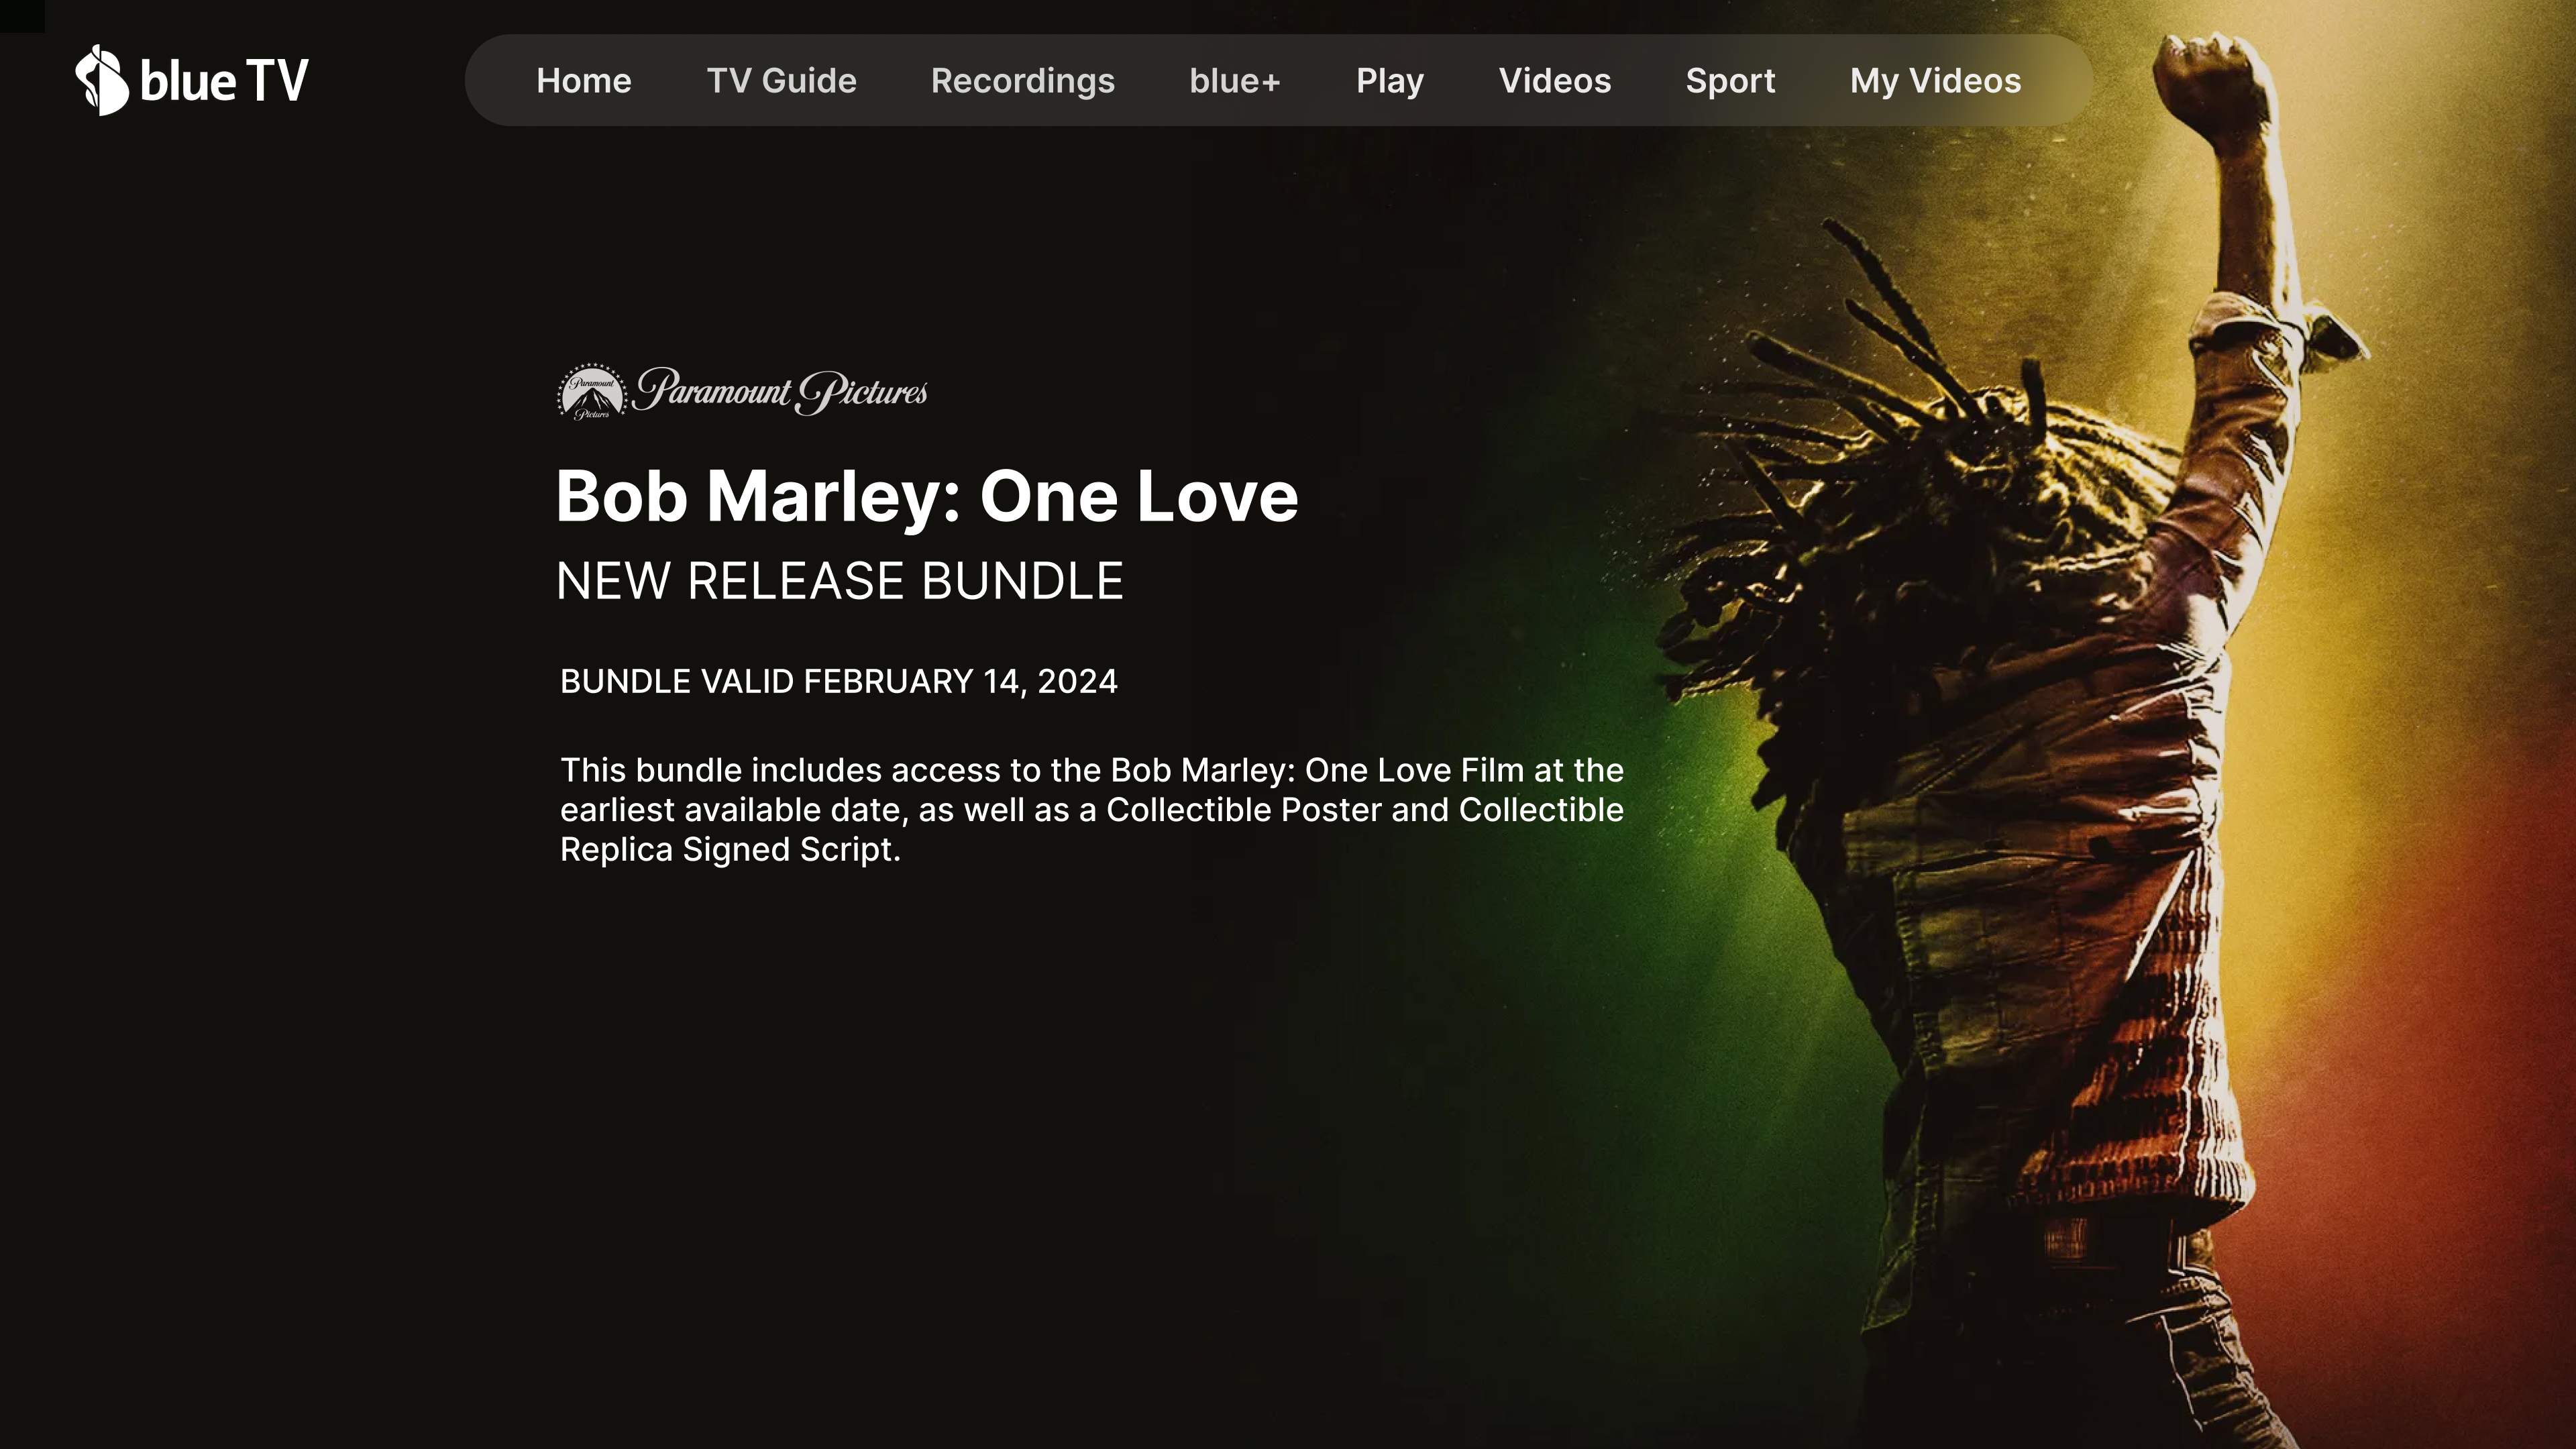 blue TV
Home TV Guide Recordings blue+ Play Videos Sport My Videos
Paramount Pictures Paramount Pictures
Bob Marley: One Love
NEW RELEASE BUNDLE
BUNDLE VALID FEBRUARY 14, 2024
This bundle includes access to the Bob Marley: One Love Film at the
earliest available date, as well as a Collectible Poster and Collectible
Replica Signed Script.